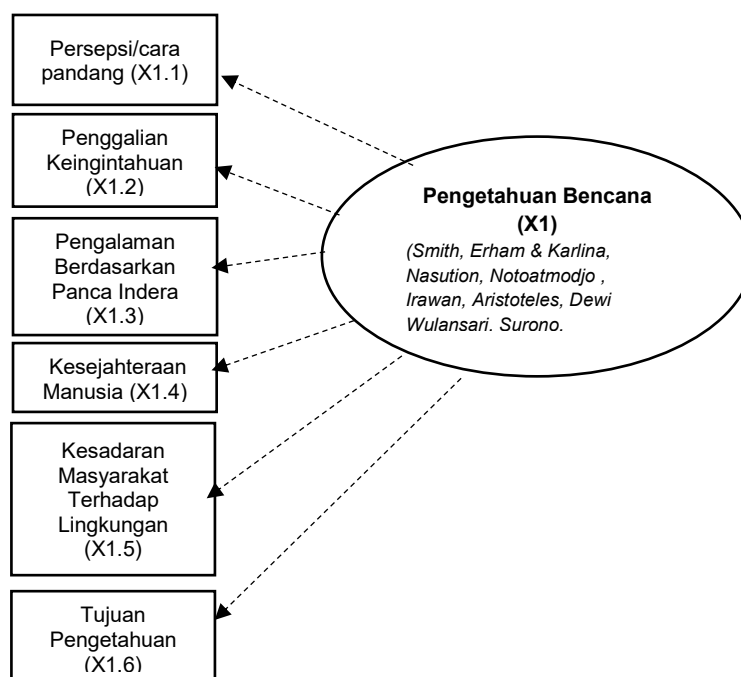 Persepsi/cara
pandang (X1.1)
Penggalian
Keingintahuan
(X1.2)
Pengalaman
Berdasarkan
Panca Indera
(X1.3)
Kesejahteraan
Manusia (X1.4)
Kesadaran
Masyarakat
Terhadap
Lingkungan
(X1.5)
Tujuan
Pengetahuan
(X1.6)
Pengetahuan Bencana
(X1)
(Smith, Erham & Karlina,
Nasution, Notoatmodjo ,
Irawan, Aristoteles, Dewi
Wulansari. Surono.